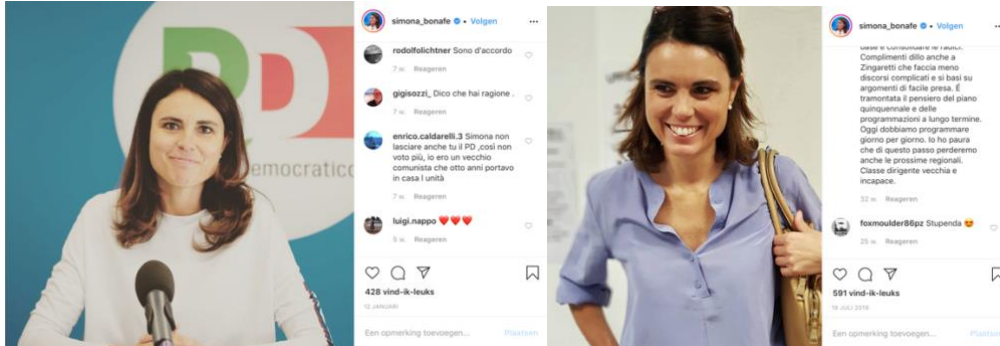 PD
emocratico
simona_bonafe • Volgen
rodolfolichtner Sono d'accordo
7 w. Reageren
gigisozzi_ Dico che hai ragione .
7 w. Reageren
enrico.caldarelli.3 Simona non
lasciare anche tu il PD ,così non
voto più, io ero un vecchio
comunista che otto anni portavo
in casa l unità
7 w. Reageren
luigi.nappo ❤️❤️❤️
5 w. Reageren
428 vind-ik-leuks
12 JANUARI
Een opmerking toevoegen...
Plaatsen
simona_bonafe • Volgen
base e consolidare le radici.
Complimenti dillo anche a
Zingaretti che faccia meno
discorsi complicati e si basi su
argomenti di facile presa. É
tramontata il pensiero del piano
quinquennale e delle
programmazioni a lungo termine.
Oggi dobbiamo programmare
giorno per giorno. Io ho paura
che di questo passo perderemo
anche le prossime regionali.
Classe dirigente vecchia e
incapace.
32 w. Reageren
foxmoulder86pz Stupenda 😍
25 w. Reageren
591 vind-ik-leuks
Een opmerking toevoegen...
Plaatsen